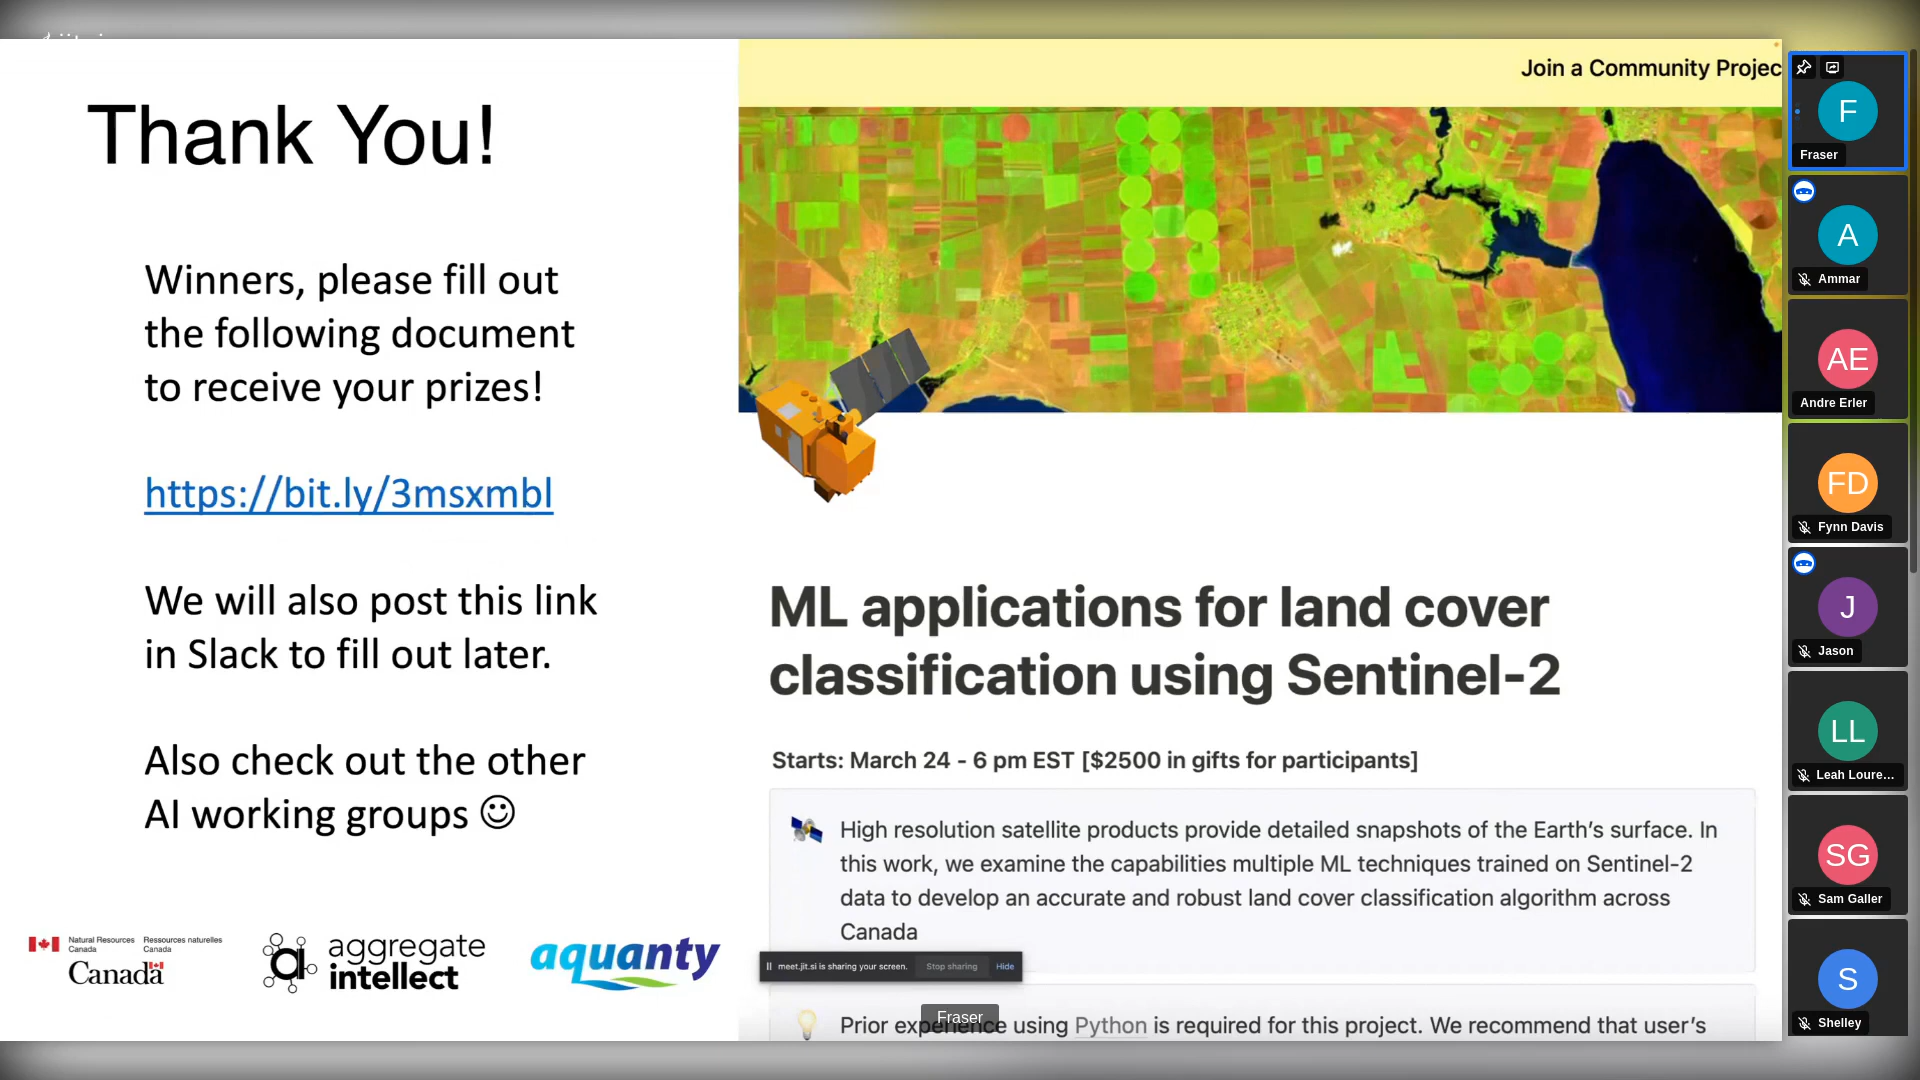 Thank You!
Winners, please fill out
the following document
to receive your prizes!
https://bit.ly/3msxmbl
We will also post this link
in Slack to fill out later.
Also check out the other
AI working groups ☺
Natural Resources Canada
Ressources naturelles Canada
Canada
aggregate
intellect
aquanty
Join a Community Projec
ML applications for land cover
classification using Sentinel-2
Starts: March 24 - 6 pm EST [$2500 in gifts for participants]
High resolution satellite products provide detailed snapshots of the Earth's surface. In
this work, we examine the capabilities multiple ML techniques trained on Sentinel-2
data to develop an accurate and robust land cover classification algorithm across
Canada
meet.jit.si is sharing your screen. Stop sharing Hide
Prior experience using Python is required for this project. We recommend that user's
Fraser
F
Fraser
A
Ammar
AE
Andre Erler
FD
Fynn Davis
J
Jason
LL
Leah Loure...
SG
Sam Galler
S
Shelley